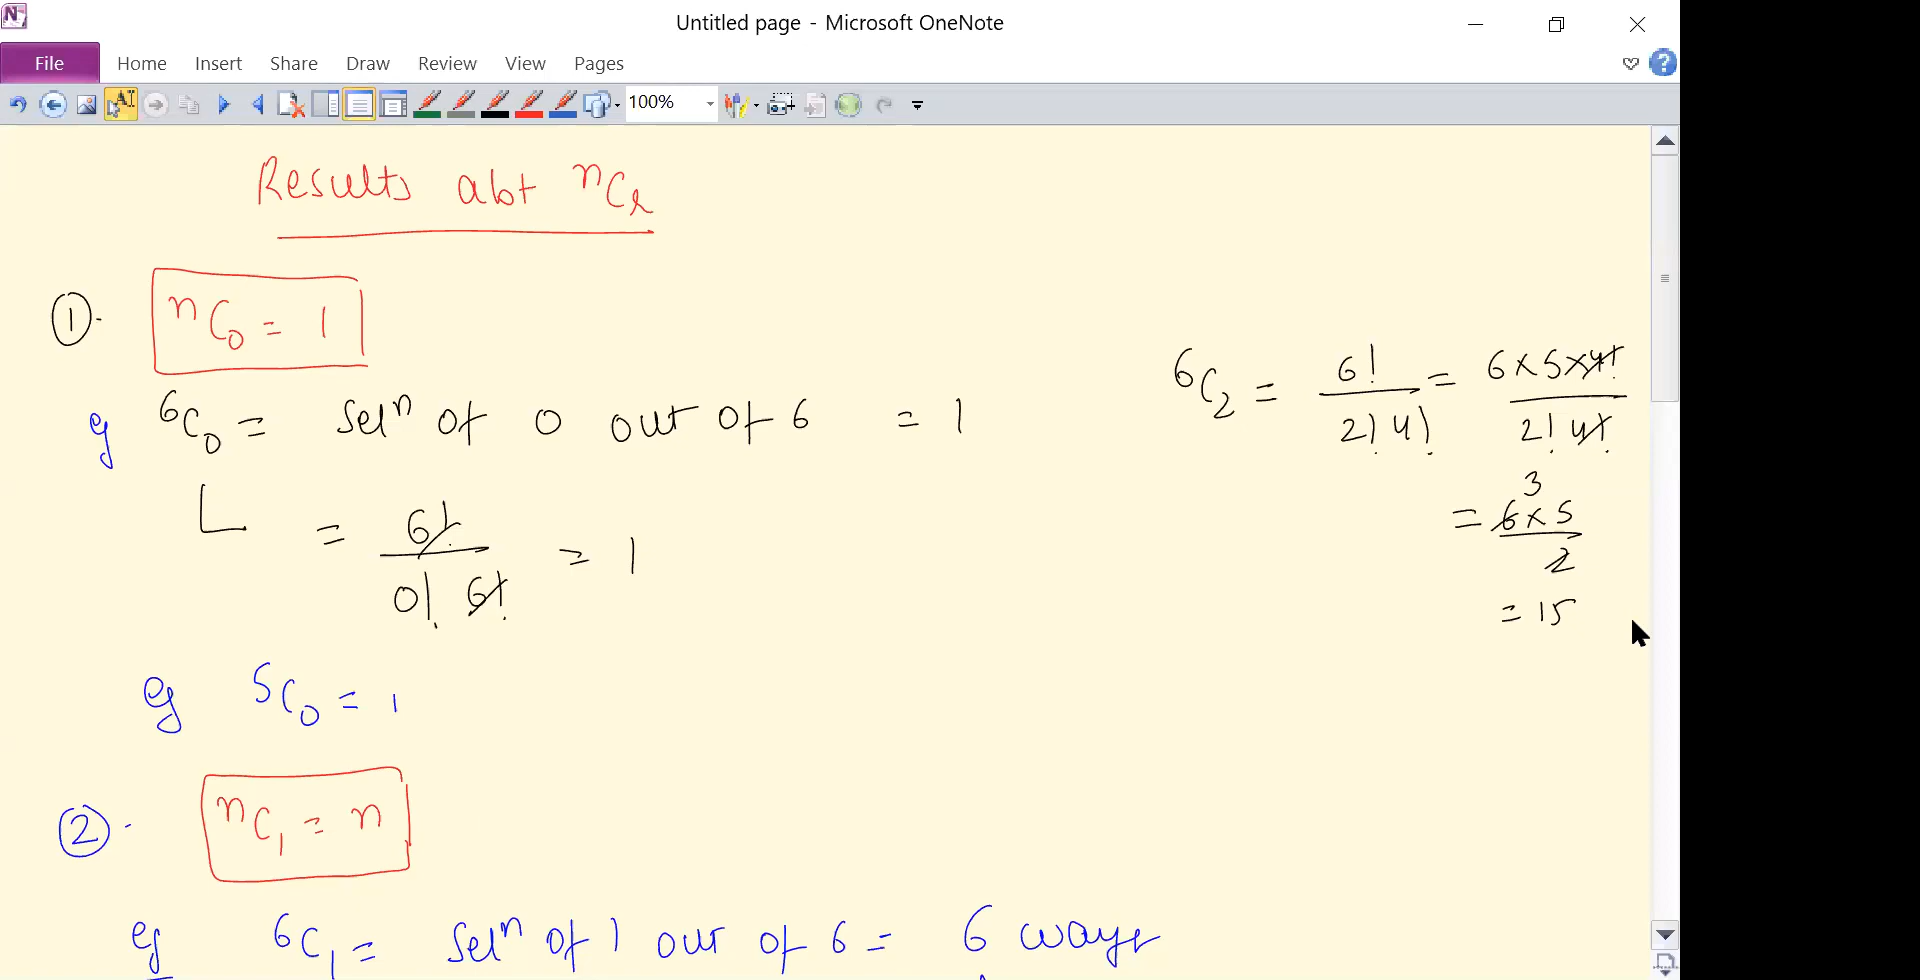 Untitled page - Microsoft OneNote
File Home Insert Share Draw Review View Pages
100%
Results abt ⁿCᵣ
① ⁿC₀ = 1
eg ⁶C₀ = Selⁿ of 0 out of 6 = 1
= 6! / 0! 6! = 1
eg ⁵C₀ = 1
② ⁿC₁ = n
eg ⁶C₁ = Selⁿ of 1 out of 6 = 6 ways
⁶C₂ = 6! / 2! 4! = 6 × 5 × 4! / 2! 4!
= 6 × 5 / 2
3
= 15